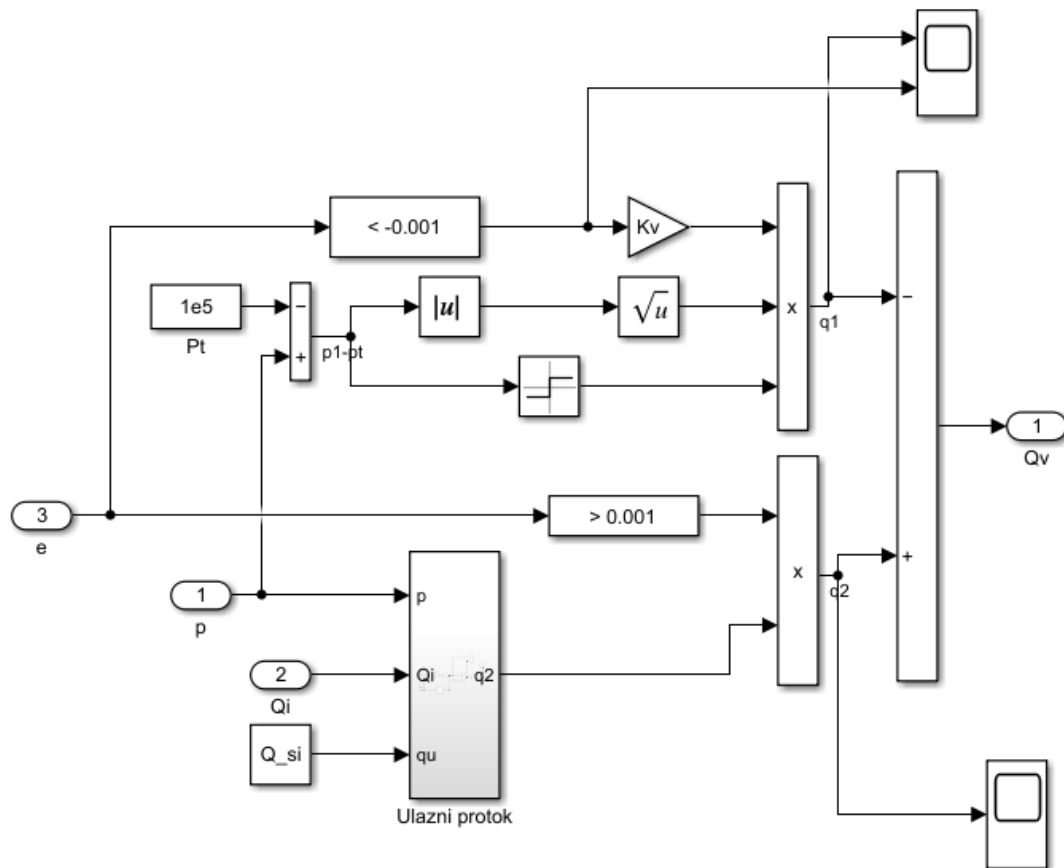 < -0.001
Kv
1e5
Pt
−
+
p1-pt
|u|
√u
x
q1
−
+
1
Qv
3
e
> 0.001
x
q2
1
p
2
Qi
Q_si
p
Qi
q2
qu
Ulazni protok